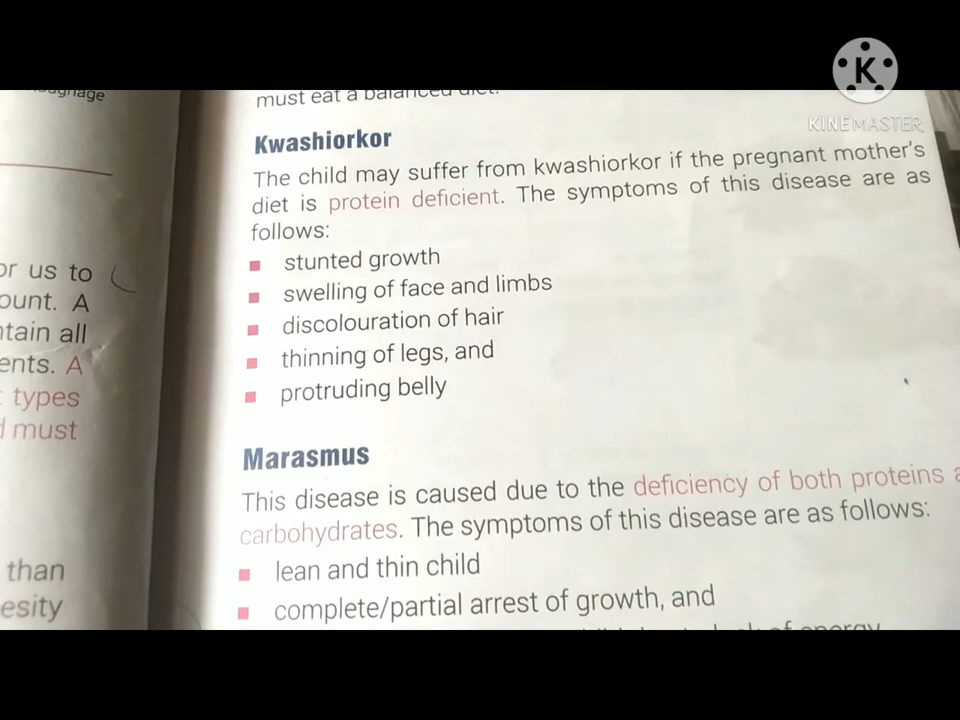 roughage
or us to
ount. A
ntain all
ents. A
types
d must
than
esity
must eat a balanced diet.
Kwashiorkor
The child may suffer from kwashiorkor if the pregnant mother's
diet is protein deficient. The symptoms of this disease are as
follows:
■ stunted growth
■ swelling of face and limbs
■ discolouration of hair
■ thinning of legs, and
■ protruding belly
Marasmus
This disease is caused due to the deficiency of both proteins a
carbohydrates. The symptoms of this disease are as follows:
■ lean and thin child
■ complete/partial arrest of growth, and
of energy
K
KINEMASTER